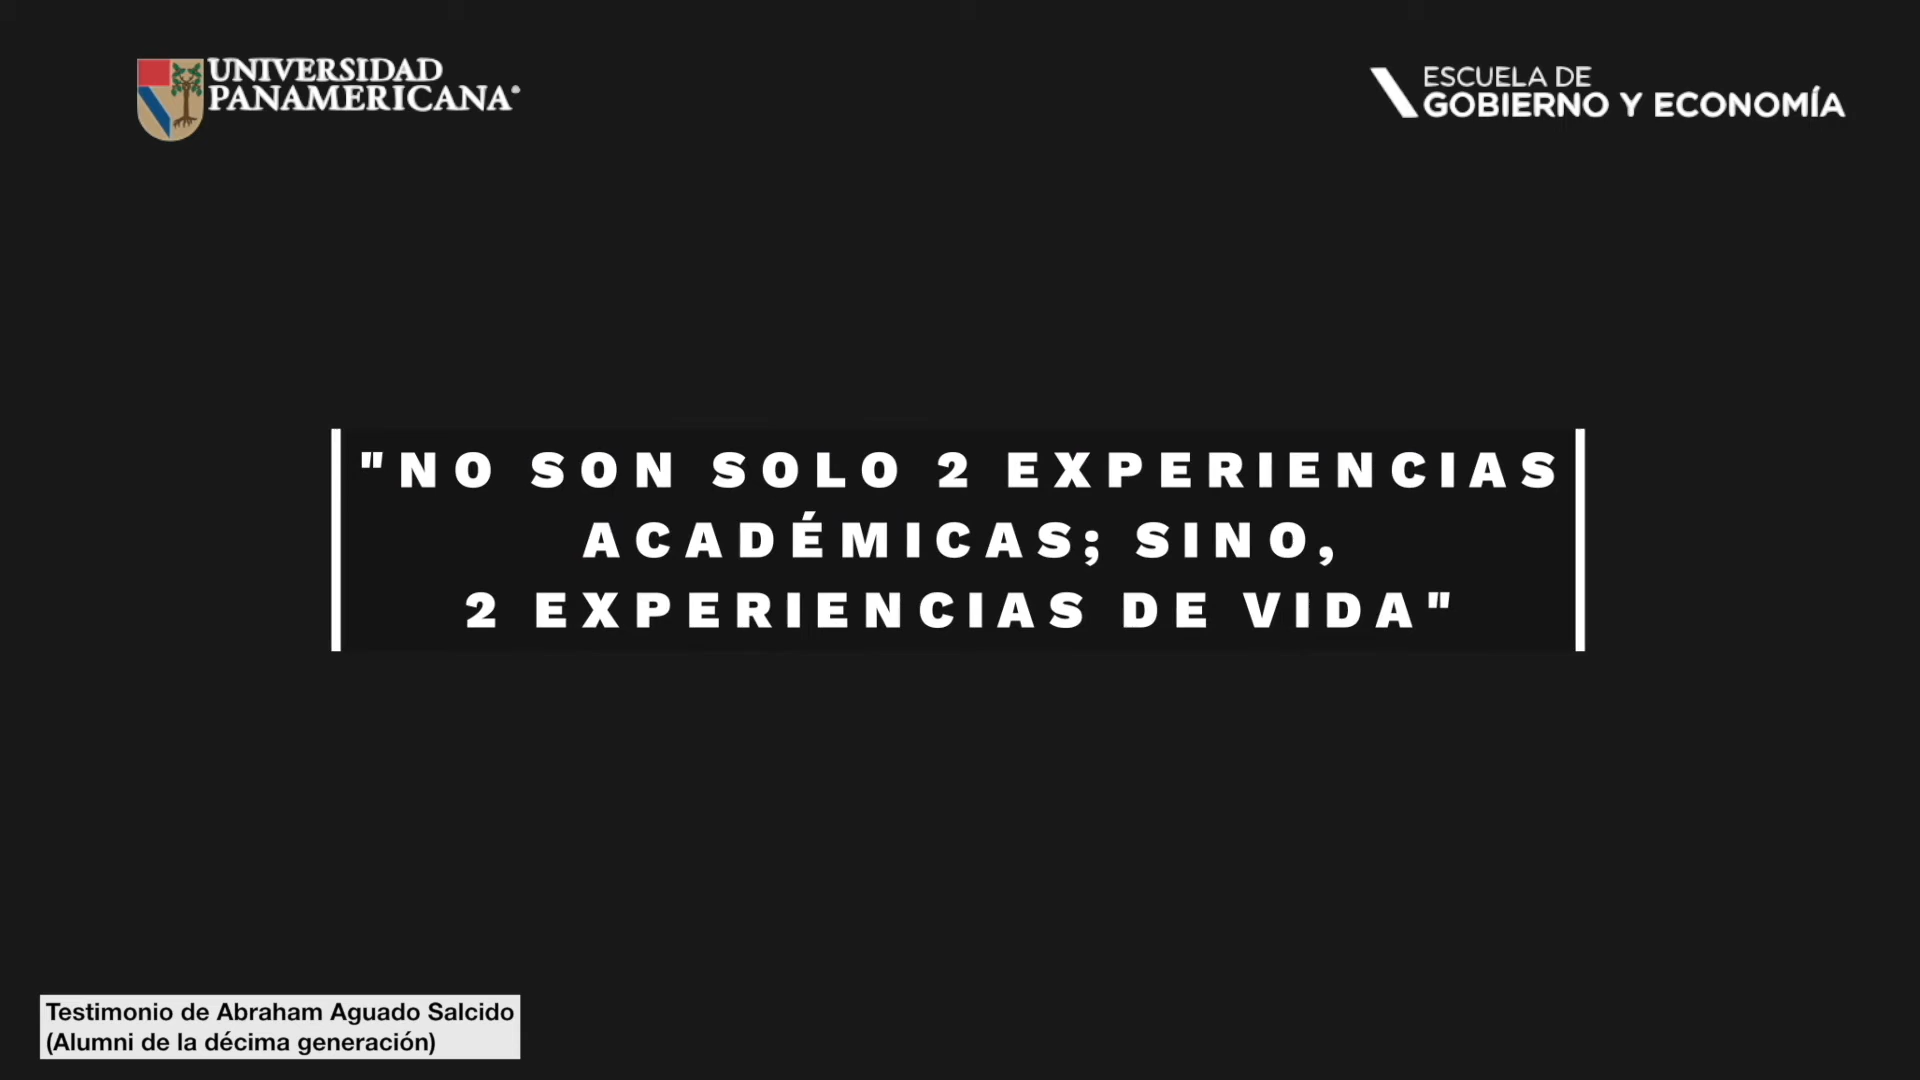 UNIVERSIDAD
PANAMERICANA
ESCUELA DE
GOBIERNO Y ECONOMÍA
"NO SON SOLO 2 EXPERIENCIAS
ACADÉMICAS; SINO,
2 EXPERIENCIAS DE VIDA"
Testimonio de Abraham Aguado Salcido
(Alumni de la décima generación)